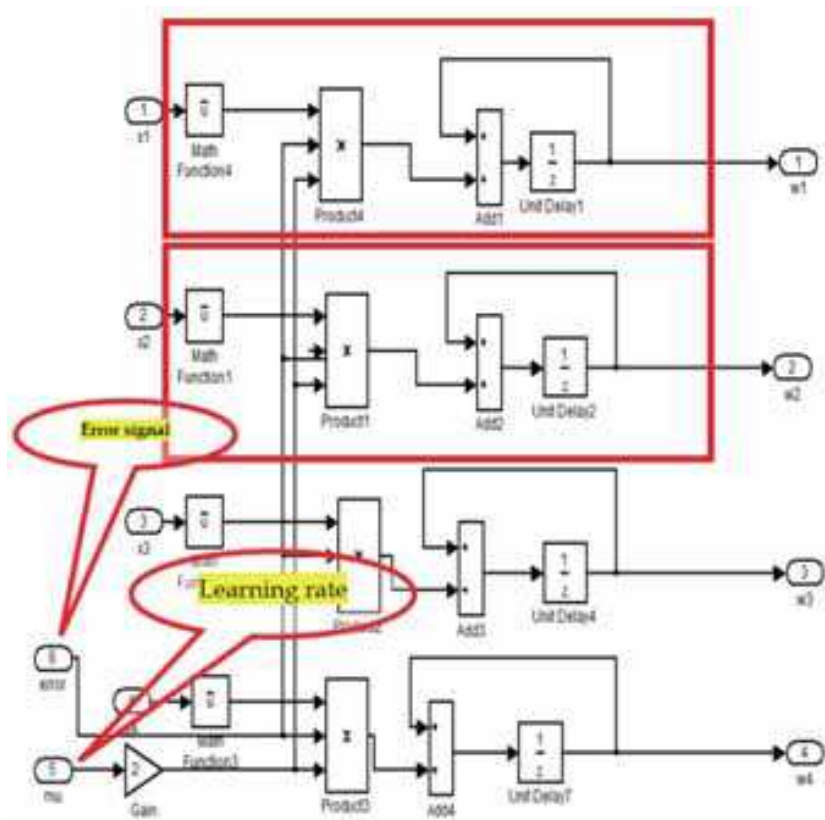 1
x1
Math
Function4
x
Product4
+
+
Add1
1
z
Unit Delay1
1
w1
2
x2
Math
Function1
x
Product1
+
+
Add2
1
z
Unit Delay2
2
w2
Error signal
3
x3
x
+
+
Add3
1
z
Unit Delay4
3
w3
Learning rate
error
Math
Function3
x
Product3
Add4
1
z
Unit Delay7
4
w4
5
mu
2
Gain